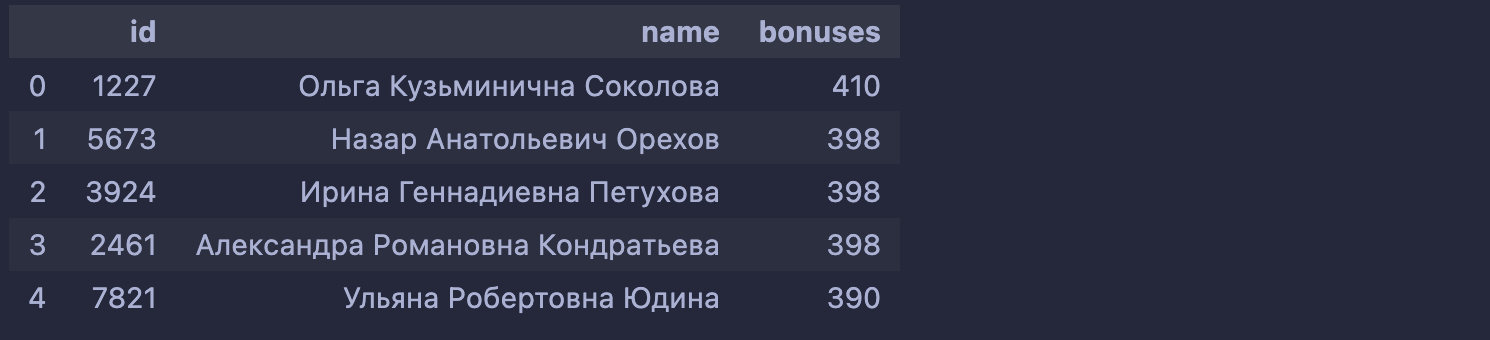 id name bonuses
0 1227 Ольга Кузьминична Соколова 410
1 5673 Назар Анатольевич Орехов 398
2 3924 Ирина Геннадиевна Петухова 398
3 2461 Александра Романовна Кондратьева 398
4 7821 Ульяна Робертовна Юдина 390